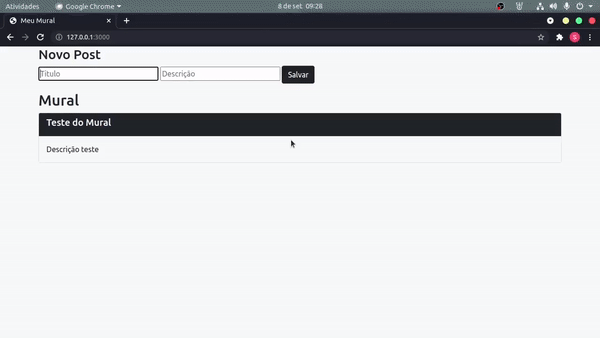 Atividades Google Chrome 8 de set 09:28
Meu Mural
127.0.0.1:3000 S
Novo Post
Título Descrição Salvar
Mural
Teste do Mural
Descrição teste